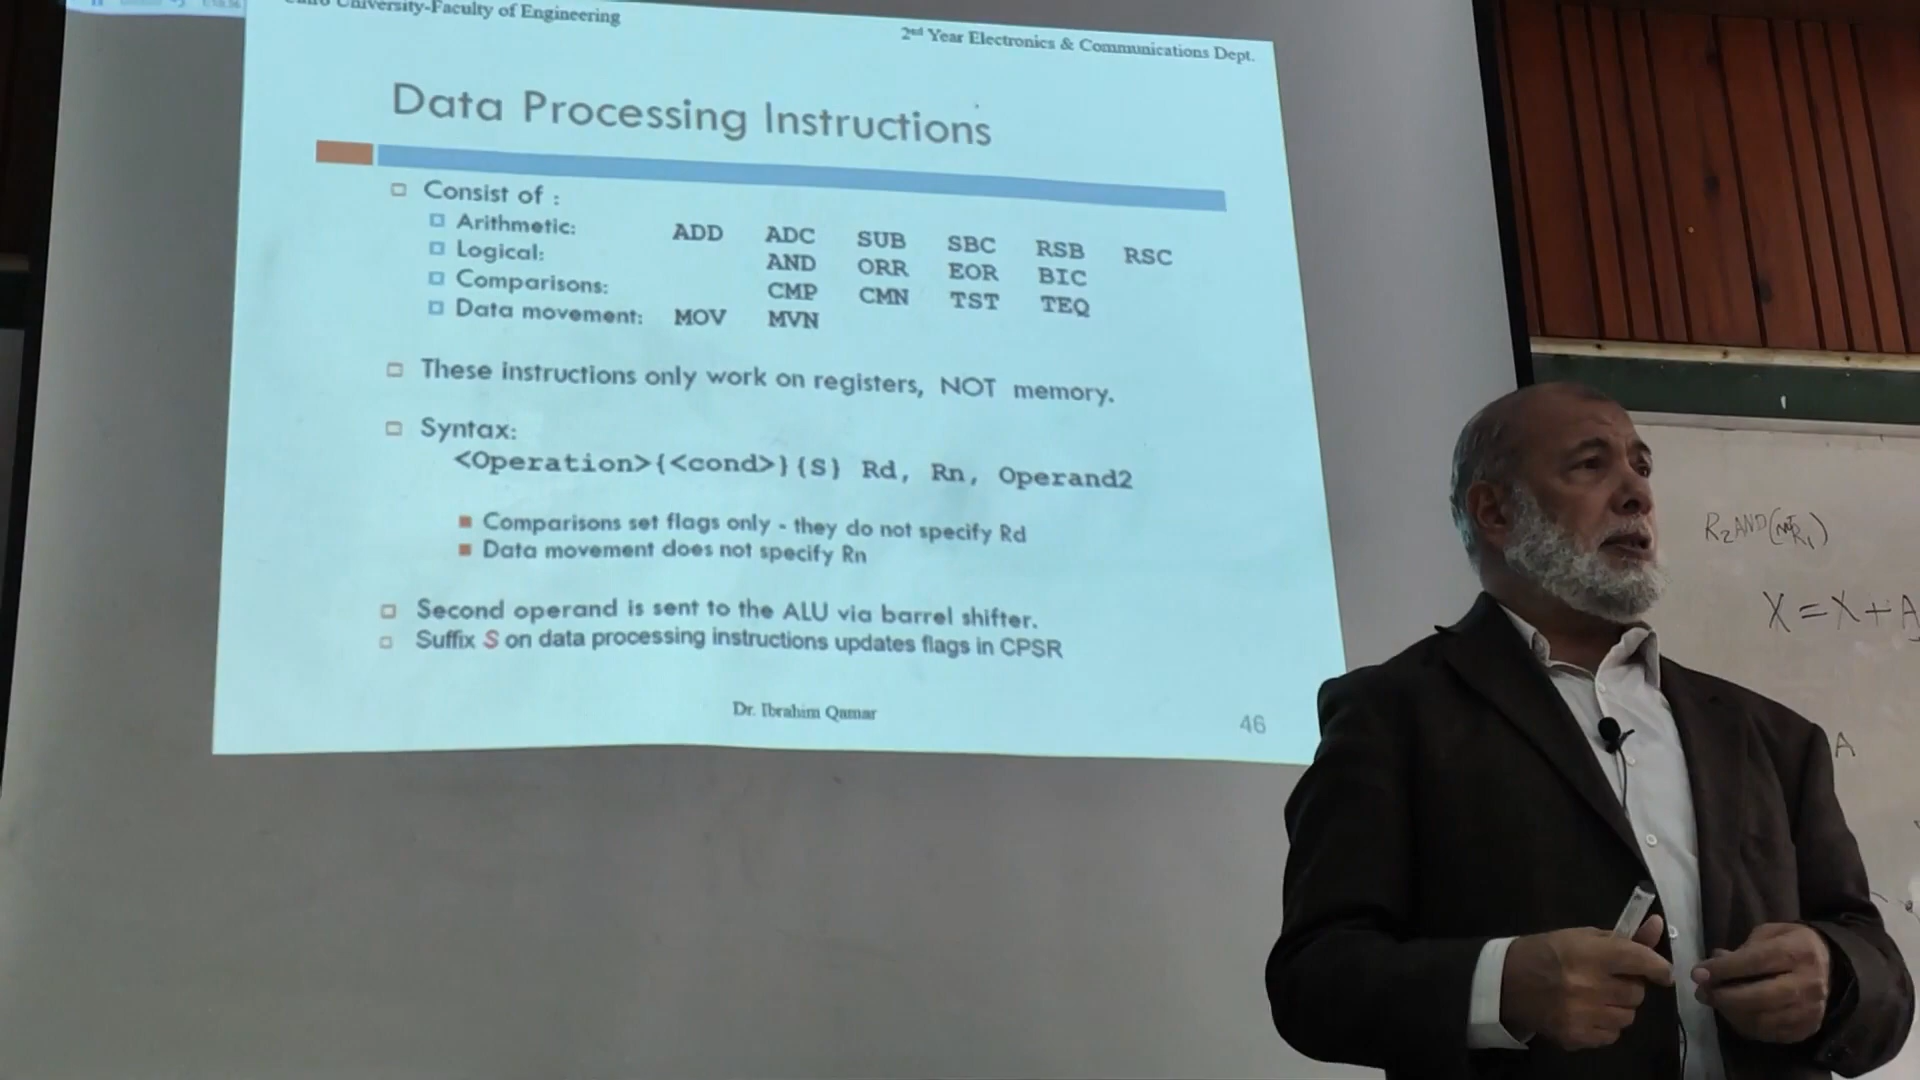 University-Faculty of Engineering
2nd Year Electronics & Communications Dept.
Data Processing Instructions
Consist of :
Arithmetic: ADD ADC SUB SBC RSB RSC
Logical: AND ORR EOR BIC
Comparisons: CMP CMN TST TEQ
Data movement: MOV MVN
These instructions only work on registers, NOT memory.
Syntax:
<Operation>{<cond>}{S} Rd, Rn, Operand2
Comparisons set flags only - they do not specify Rd
Data movement does not specify Rn
Second operand is sent to the ALU via barrel shifter.
Suffix S on data processing instructions updates flags in CPSR
Dr. Ibrahim Qamar
46
R2 AND (not R1)
X = X + A
A